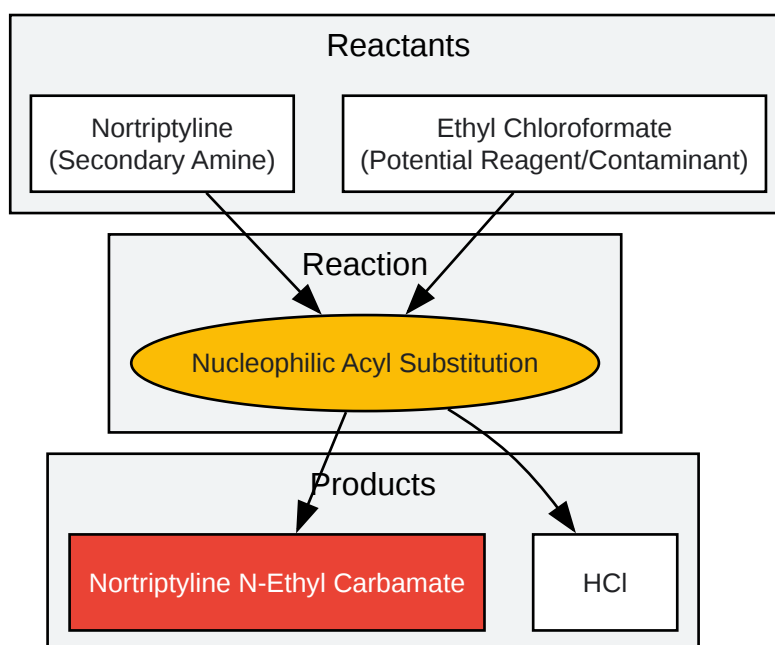 Reactants
Nortriptyline
(Secondary Amine)
Ethyl Chloroformate
(Potential Reagent/Contaminant)
Reaction
Nucleophilic Acyl Substitution
Products
Nortriptyline N-Ethyl Carbamate
HCl